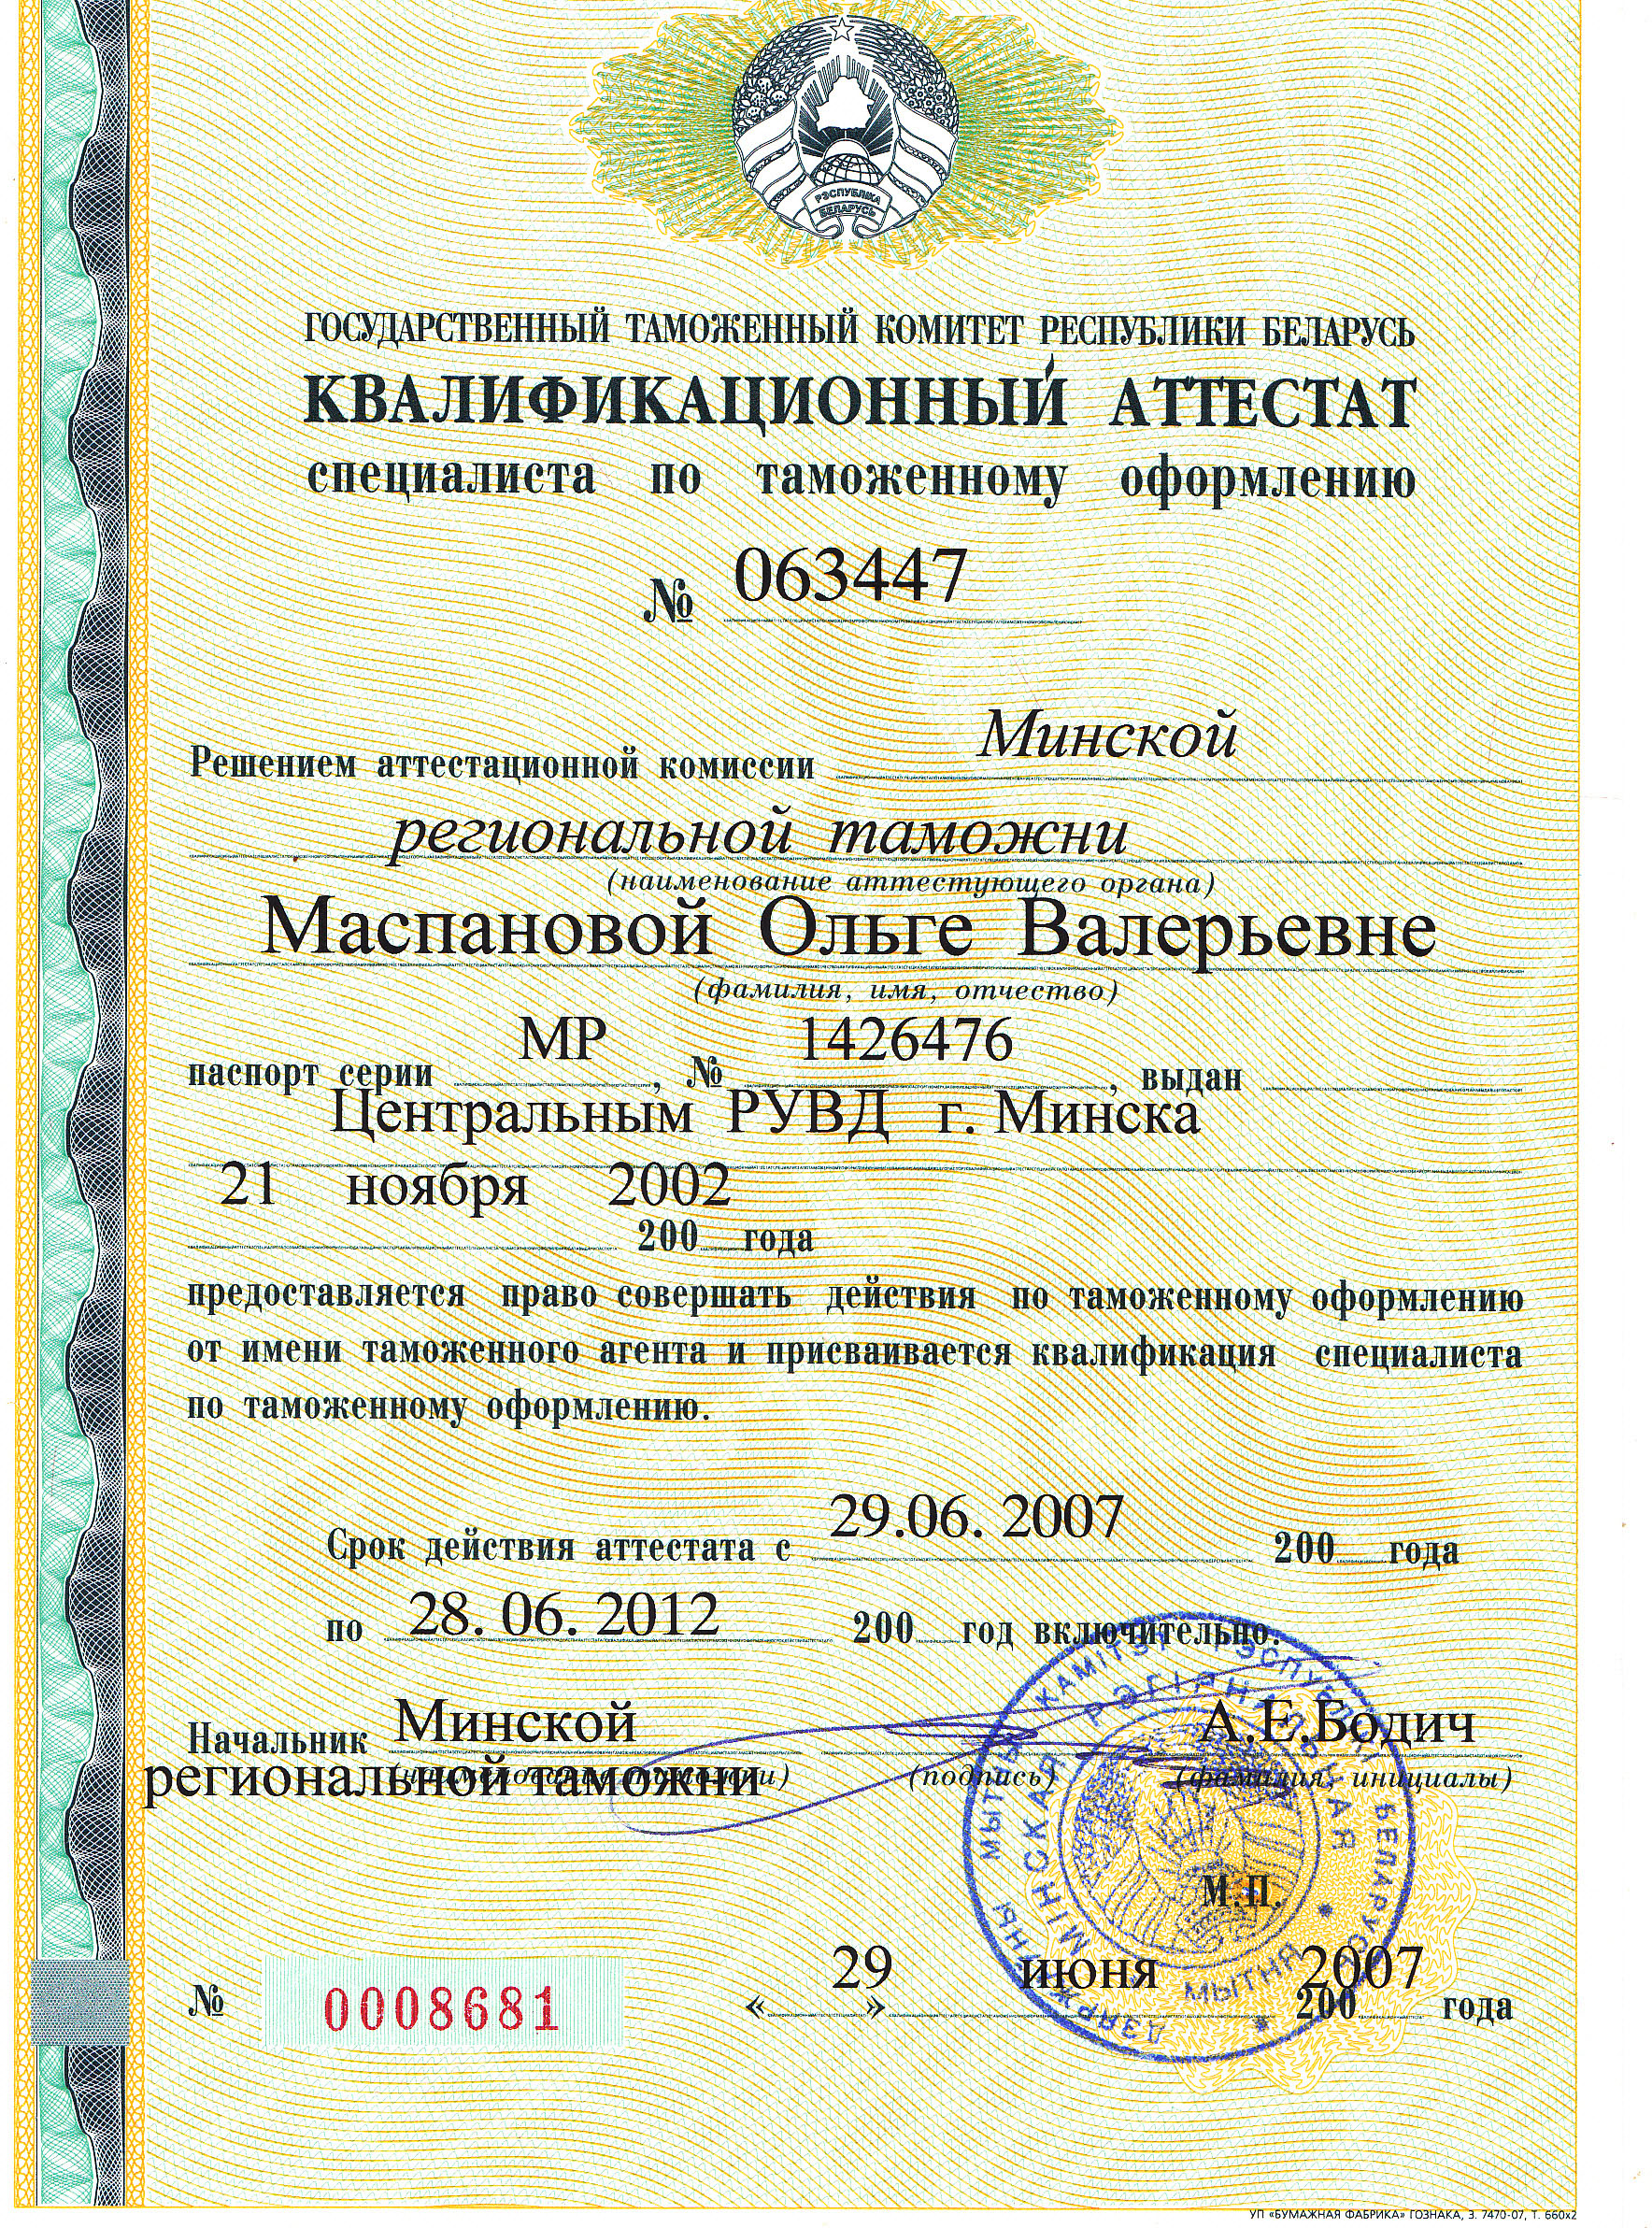 РЭСПУБЛІКА
БЕЛАРУСЬ
ГОСУДАРСТВЕННЫЙ ТАМОЖЕННЫЙ КОМИТЕТ РЕСПУБЛИКИ БЕЛАРУСЬ
КВАЛИФИКАЦИОННЫЙ АТТЕСТАТ
специалиста по таможенному оформлению
№ 063447
Решением аттестационной комиссии Минской
региональной таможни
(наименование аттестующего органа)
Маспановой Ольге Валерьевне
(фамилия, имя, отчество)
паспорт серии МР, № 1426476, выдан
Центральным РУВД г. Минска
21 ноября 2002
200 года
предоставляется право совершать действия по таможенному оформлению
от имени таможенного агента и присваивается квалификация специалиста
по таможенному оформлению.
Срок действия аттестата с 29.06. 2007 200 года
по 28. 06. 2012 200 год включительно.
Начальник Минской А.Е.Бодич
региональной таможни (наименование таможни) (подпись) (фамилия, инициалы)
М.П.
ДЗЯРЖАЎНЫ МЫТНЫ КАМІТЭТ РЭСПУБЛІКІ БЕЛАРУСЬ
МІНСКАЯ РЭГІЯНАЛЬНАЯ МЫТНЯ
№ 0008681 « 29 » июня 2007 200 года
УП «БУМАЖНАЯ ФАБРИКА» ГОЗНАКА, З. 7470-07, Т. 660x2